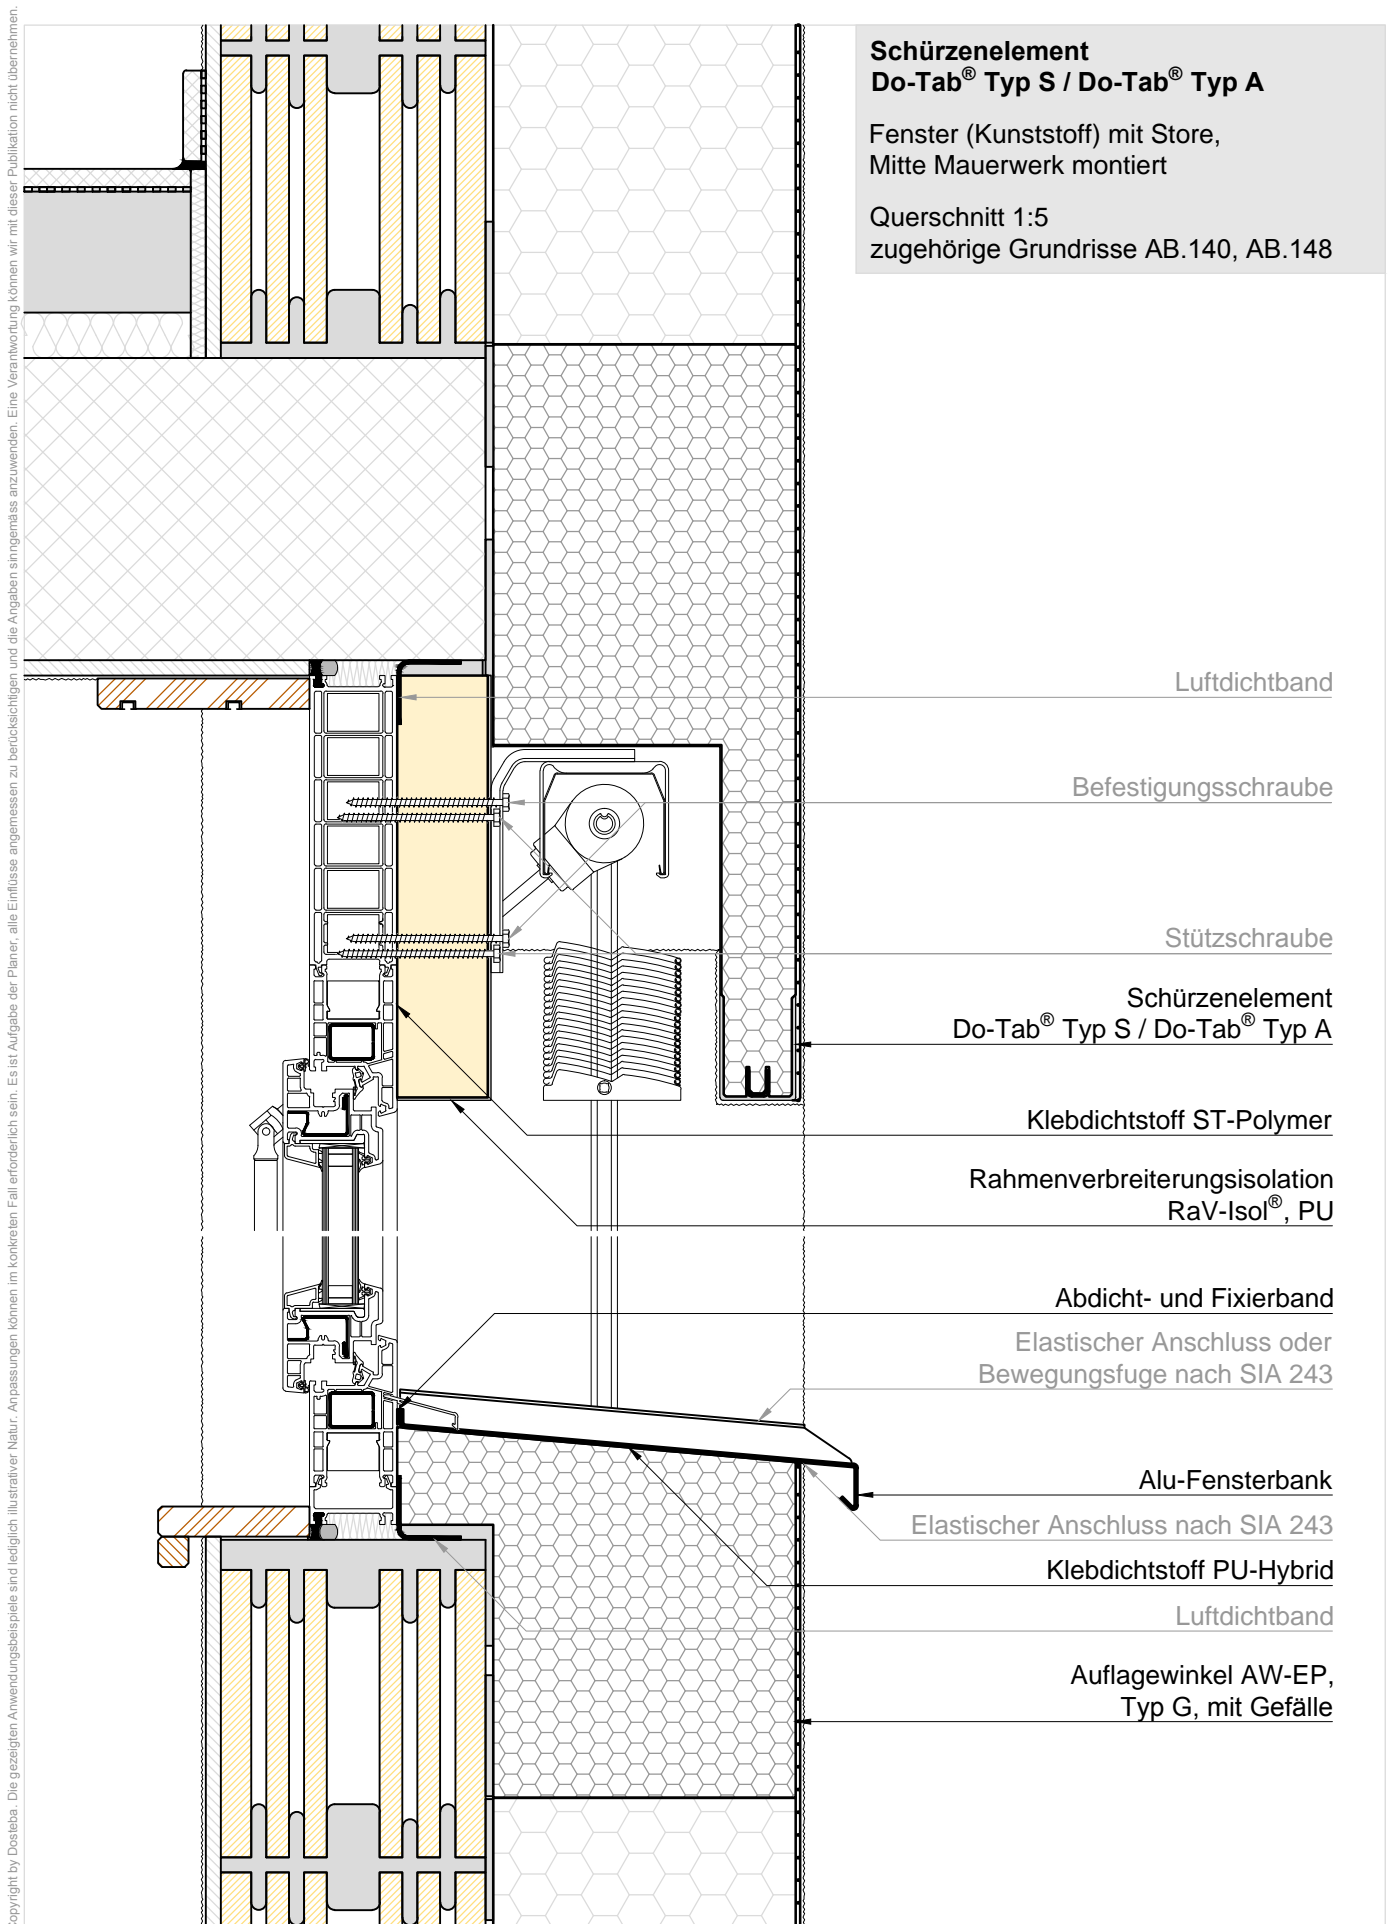 Schürzenelement
Do-Tab® Typ S / Do-Tab® Typ A
Fenster (Kunststoff) mit Store,
Mitte Mauerwerk montiert
Querschnitt 1:5
zugehörige Grundrisse AB.140, AB.148
Luftdichtband
Befestigungsschraube
Stützschraube
Schürzenelement
Do-Tab® Typ S / Do-Tab® Typ A
Klebdichtstoff ST-Polymer
Rahmenverbreiterungsisolation
RaV-Isol®, PU
Abdicht- und Fixierband
Elastischer Anschluss oder
Bewegungsfuge nach SIA 243
Alu-Fensterbank
Elastischer Anschluss nach SIA 243
Klebdichtstoff PU-Hybrid
Luftdichtband
Auflagewinkel AW-EP,
Typ G, mit Gefälle
Copyright by Dosteba. Die gezeigten Anwendungsbeispiele sind lediglich illustrativer Natur. Anpassungen können im konkreten Fall erforderlich sein. Es ist Aufgabe der Planer, alle Einflüsse angemessen zu berücksichtigen und die Angaben sinngemäss anzuwenden. Eine Verantwortung können wir mit dieser Publikation nicht übernehmen.